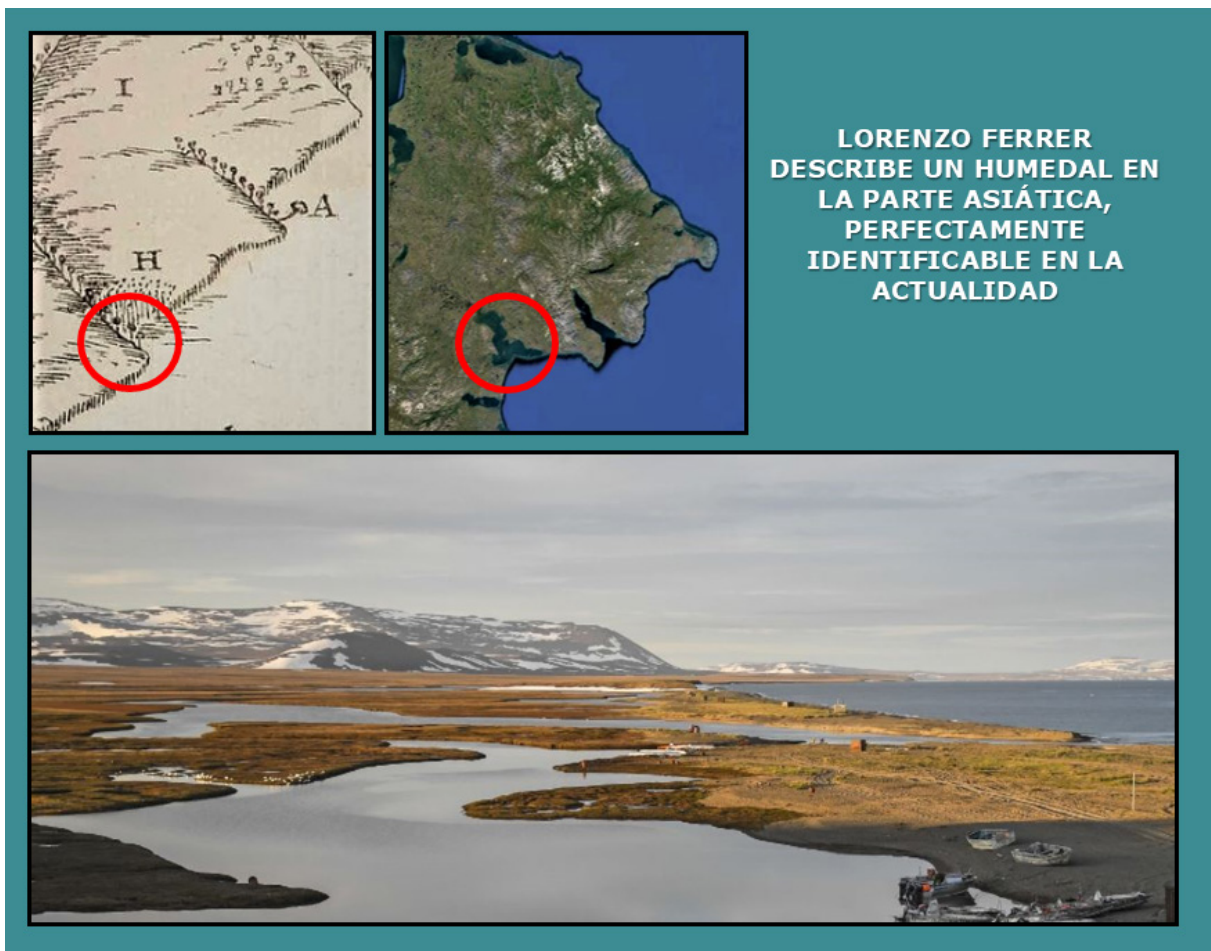 I
A
H
LORENZO FERRER
DESCRIBE UN HUMEDAL EN
LA PARTE ASIÁTICA,
PERFECTAMENTE
IDENTIFICABLE EN LA
ACTUALIDAD